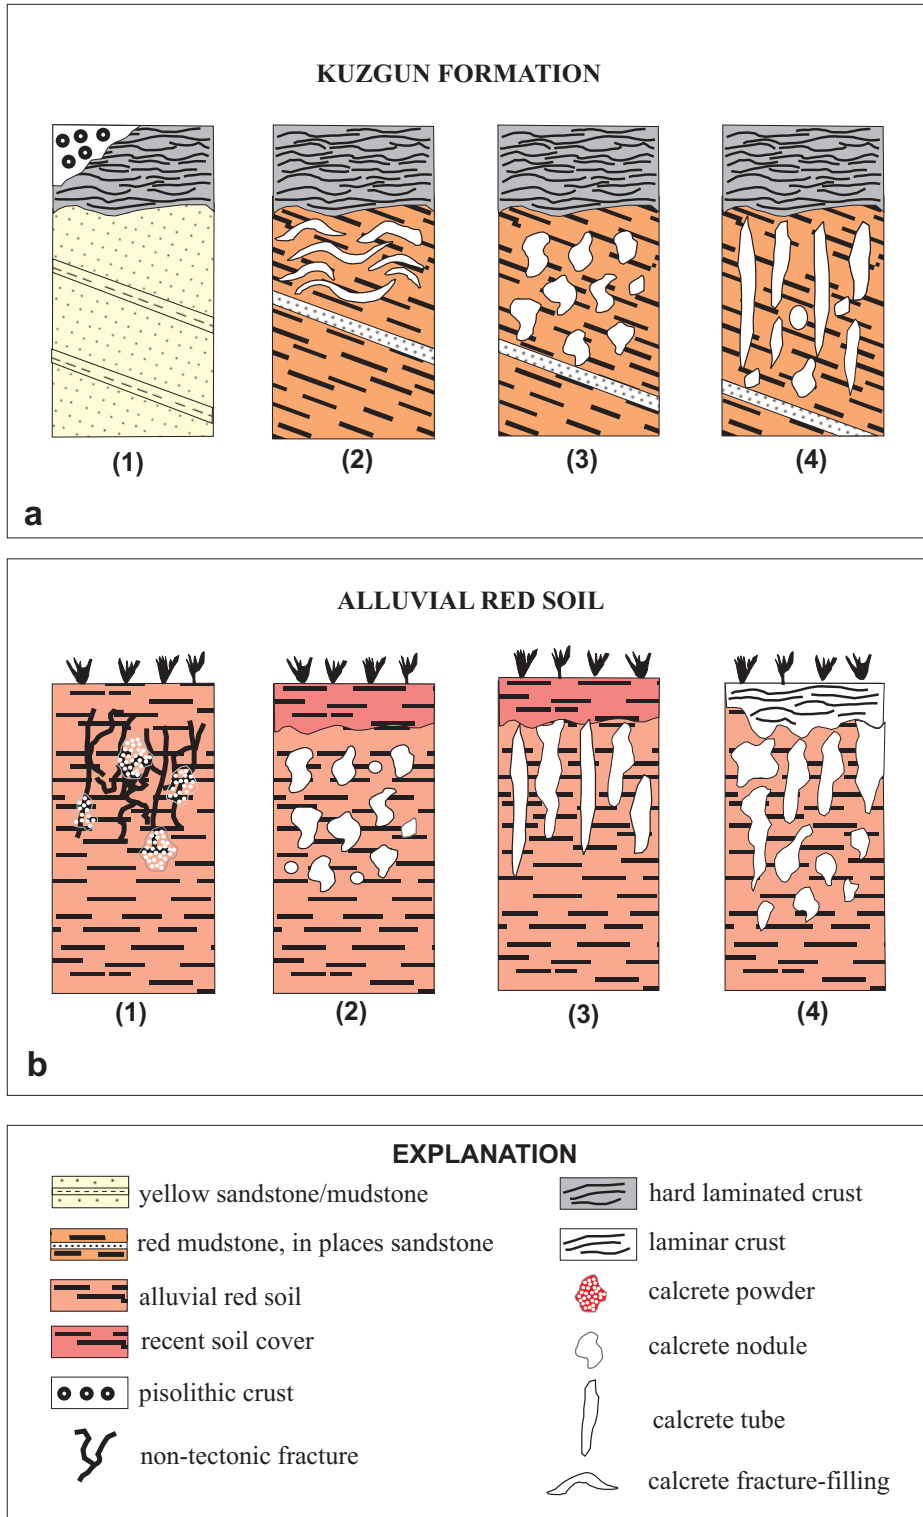 KUZGUN FORMATION
(1)
(2)
(3)
(4)
a
ALLUVIAL RED SOIL
(1)
(2)
(3)
(4)
b
EXPLANATION
yellow sandstone/mudstone
red mudstone, in places sandstone
alluvial red soil
recent soil cover
pisolithic crust
non-tectonic fracture
hard laminated crust
laminar crust
calcrete powder
calcrete nodule
calcrete tube
calcrete fracture-filling